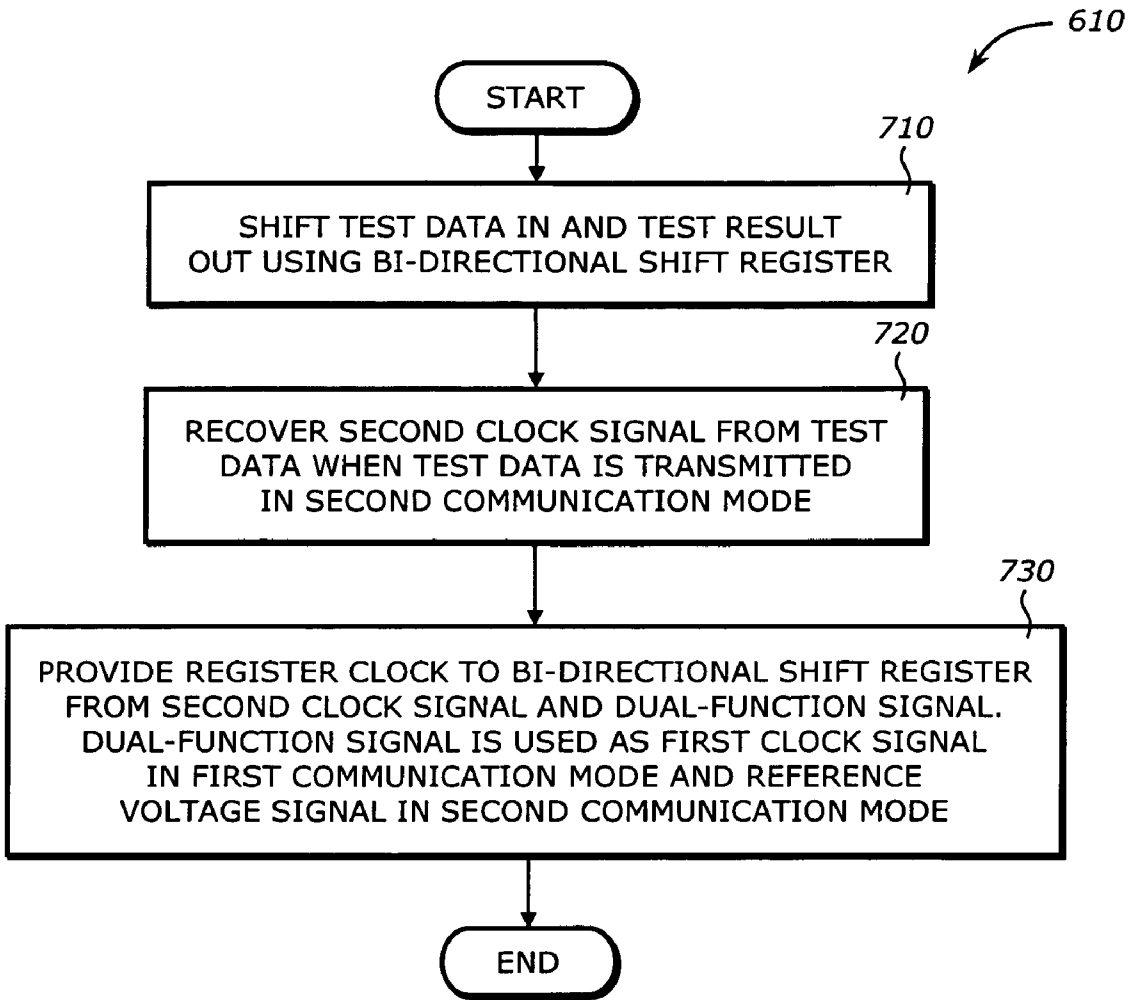 610
START
710
SHIFT TEST DATA IN AND TEST RESULT
OUT USING BI-DIRECTIONAL SHIFT REGISTER
720
RECOVER SECOND CLOCK SIGNAL FROM TEST
DATA WHEN TEST DATA IS TRANSMITTED
IN SECOND COMMUNICATION MODE
730
PROVIDE REGISTER CLOCK TO BI-DIRECTIONAL SHIFT REGISTER
FROM SECOND CLOCK SIGNAL AND DUAL-FUNCTION SIGNAL.
DUAL-FUNCTION SIGNAL IS USED AS FIRST CLOCK SIGNAL
IN FIRST COMMUNICATION MODE AND REFERENCE
VOLTAGE SIGNAL IN SECOND COMMUNICATION MODE
END